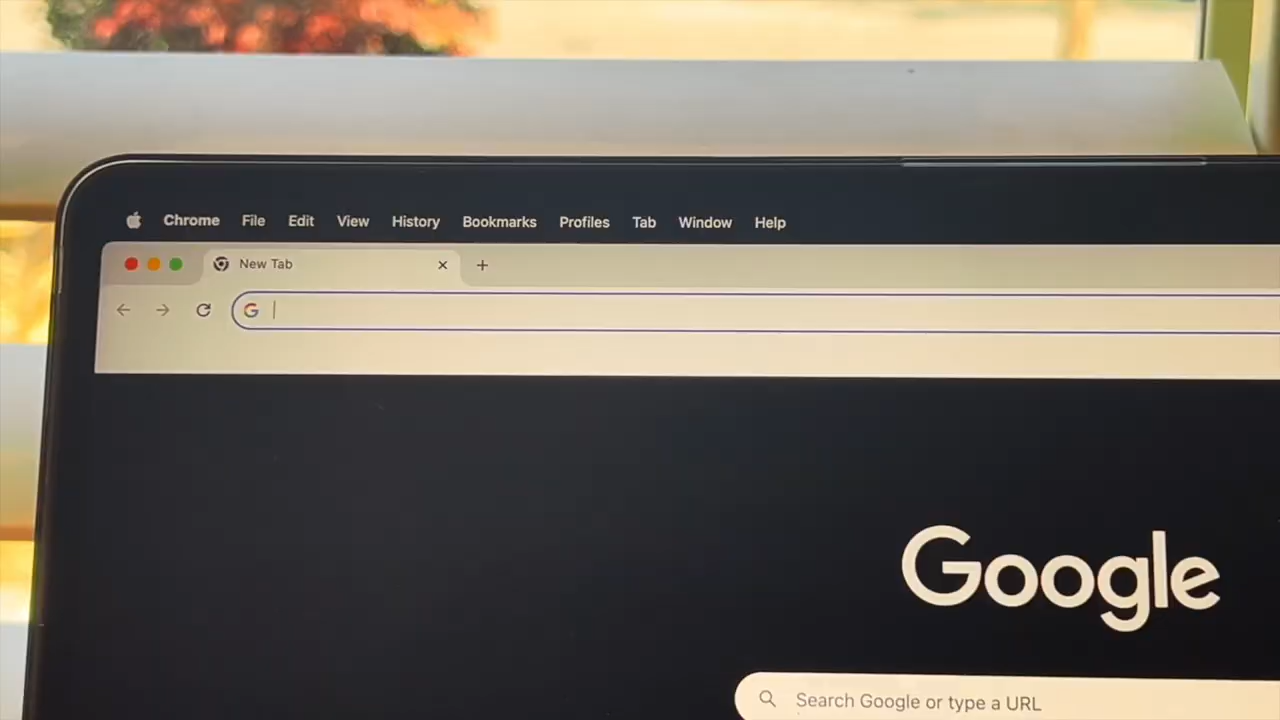 Chrome File Edit View History Bookmarks Profiles Tab Window Help
New Tab
Google
Search Google or type a URL